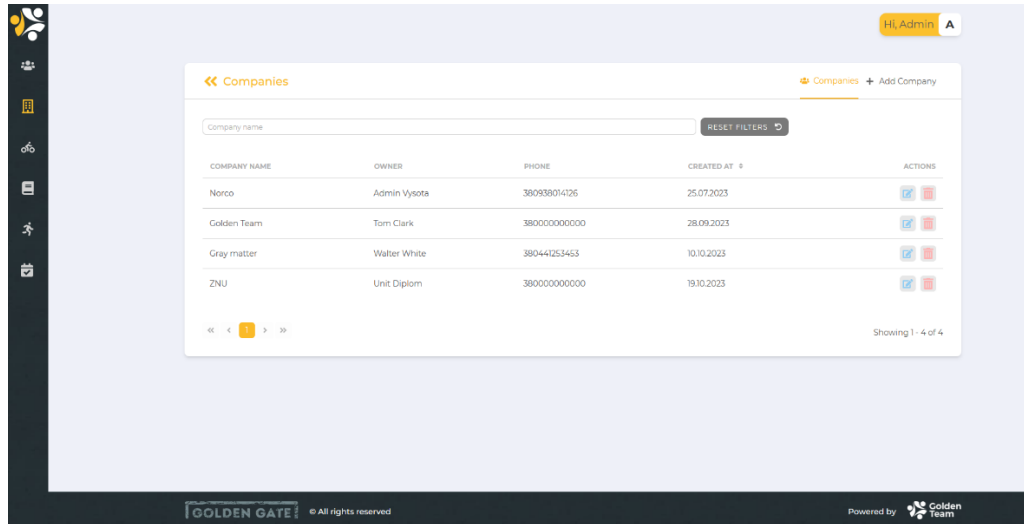 Hi, Admin A
Companies
Companies + Add Company
Company name
RESET FILTERS
COMPANY NAME OWNER PHONE CREATED AT ACTIONS
Norco Admin Vysota 380938014126 25.07.2023
Golden Team Tom Clark 380000000000 28.09.2023
Gray matter Walter White 380441253453 10.10.2023
ZNU Unit Diplom 380000000000 19.10.2023
« < 1 > »
Showing 1 - 4 of 4
GOLDEN GATE © All rights reserved
Powered by Golden Team